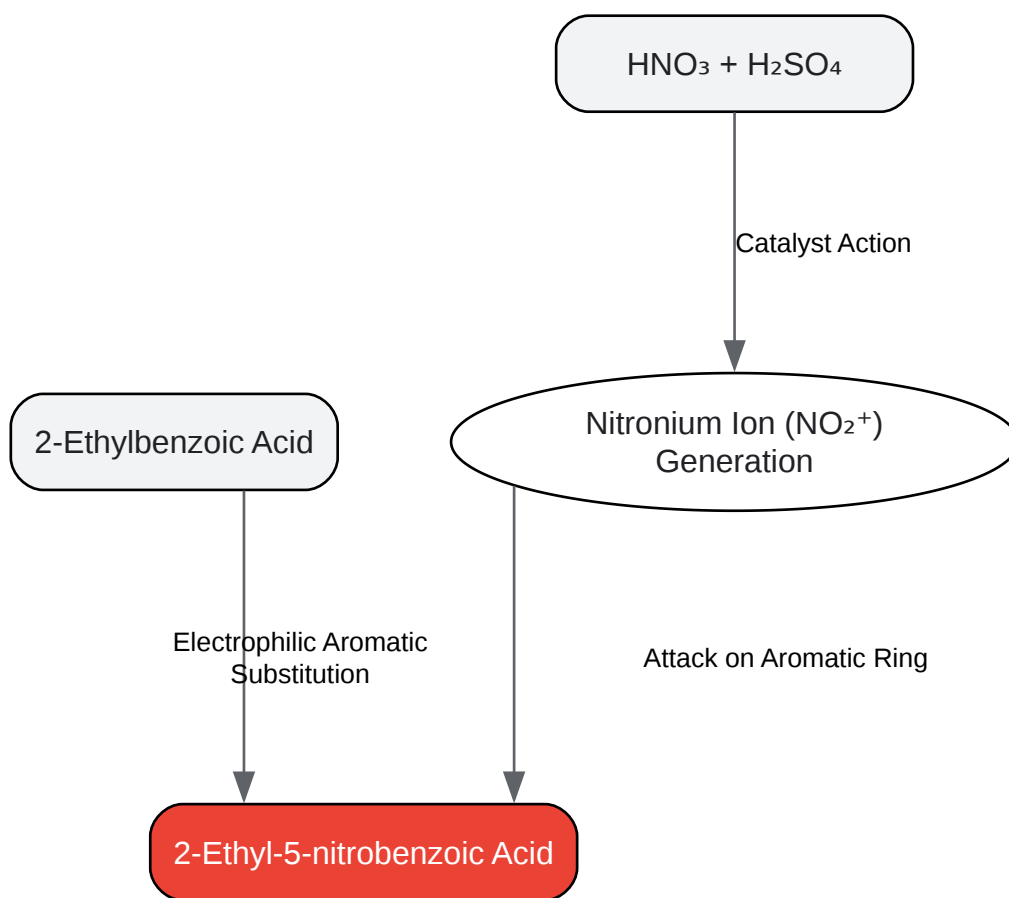 HNO₃ + H₂SO₄
Catalyst Action
2-Ethylbenzoic Acid
Nitronium Ion (NO₂⁺)
Generation
Electrophilic Aromatic
Substitution
Attack on Aromatic Ring
2-Ethyl-5-nitrobenzoic Acid